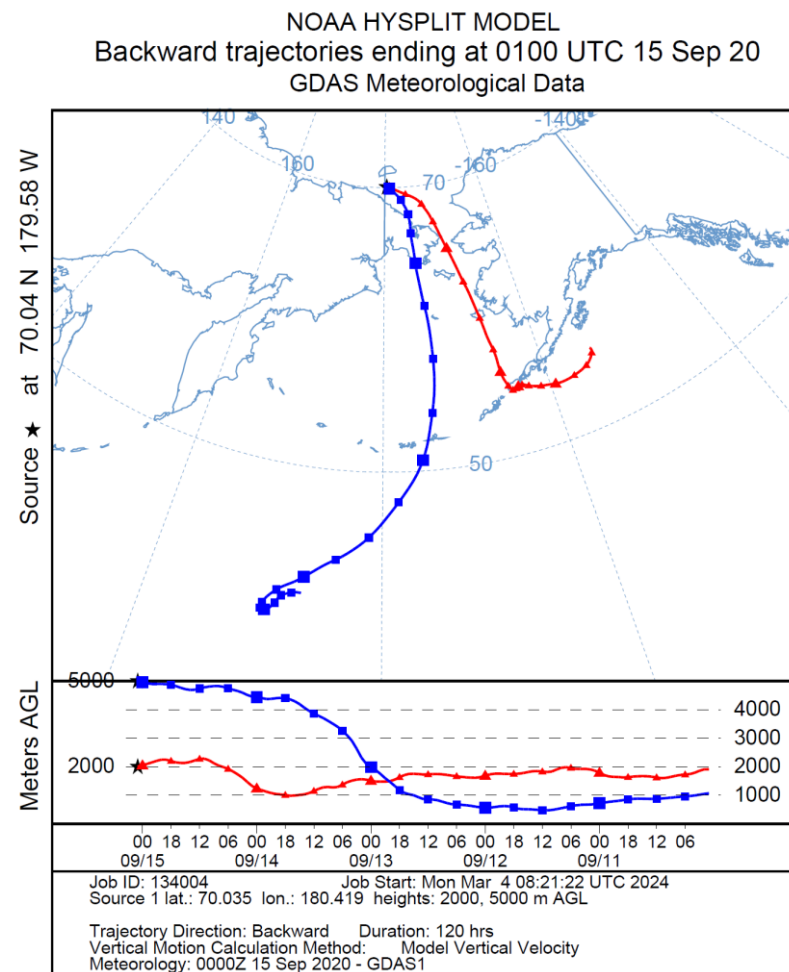 NOAA HYSPLIT MODEL
Backward trajectories ending at 0100 UTC 15 Sep 20
GDAS Meteorological Data
Source ★ at 70.04 N 179.58 W
140
160
70
-160
-140
50
Meters AGL
5000
2000
4000
3000
2000
1000
00 18 12 06 00 18 12 06 00 18 12 06 00 18 12 06 00 18 12 06
09/15 09/14 09/13 09/12 09/11
Job ID: 134004 Job Start: Mon Mar 4 08:21:22 UTC 2024
Source 1 lat.: 70.035 lon.: 180.419 heights: 2000, 5000 m AGL
Trajectory Direction: Backward Duration: 120 hrs
Vertical Motion Calculation Method: Model Vertical Velocity
Meteorology: 0000Z 15 Sep 2020 - GDAS1